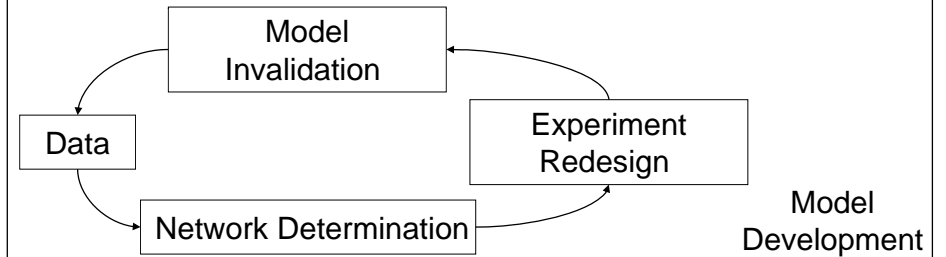 Model
Invalidation
Data
Experiment
Redesign
Network Determination
Model
Development